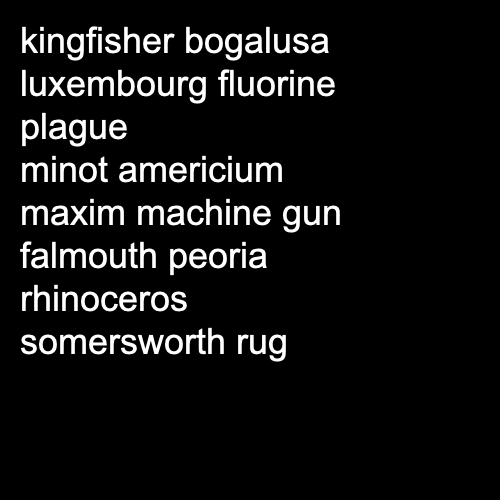 kingfisher bogalusa
luxembourg fluorine
plague
minot americium
maxim machine gun
falmouth peoria
rhinoceros
somersworth rug